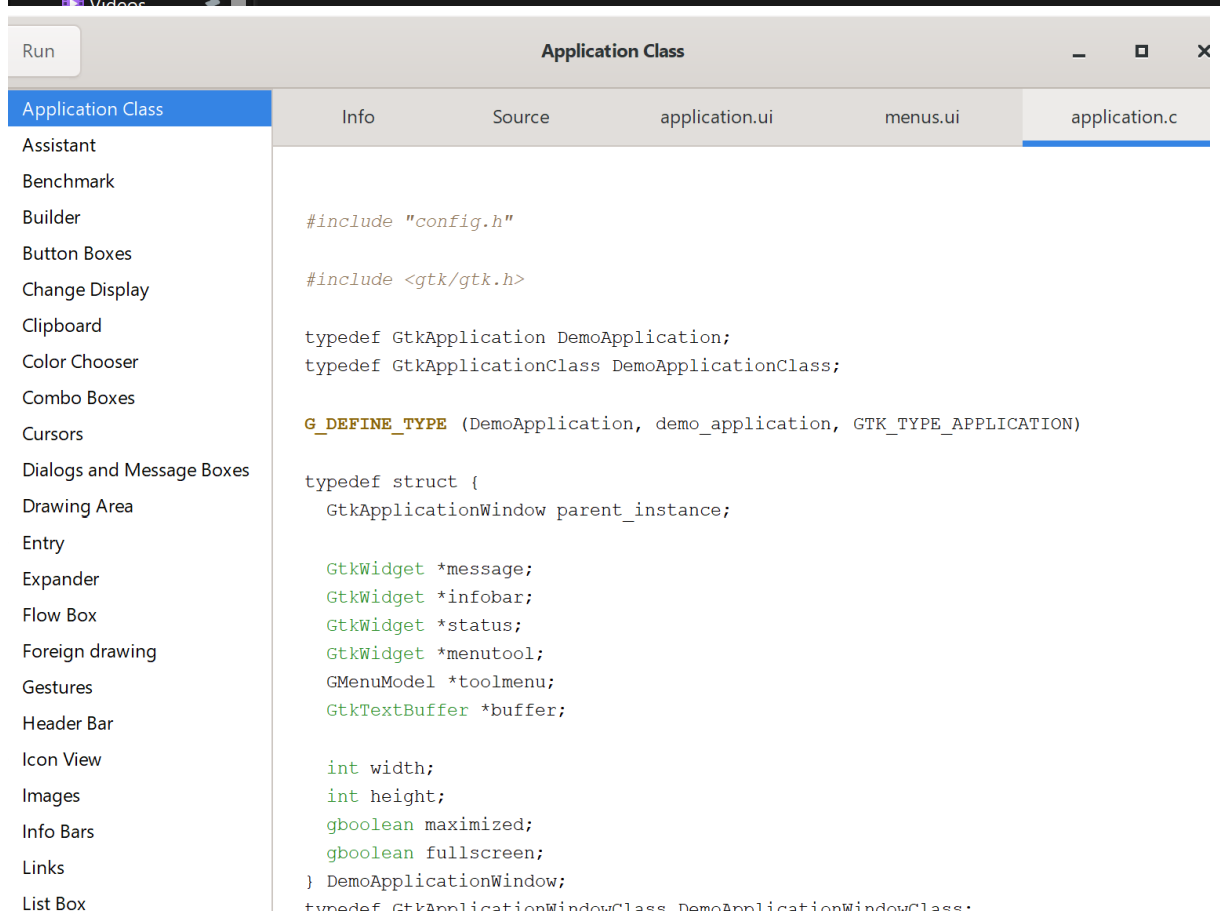 Videos
Run
Application Class
Application Class
Assistant
Benchmark
Builder
Button Boxes
Change Display
Clipboard
Color Chooser
Combo Boxes
Cursors
Dialogs and Message Boxes
Drawing Area
Entry
Expander
Flow Box
Foreign drawing
Gestures
Header Bar
Icon View
Images
Info Bars
Links
List Box
Info
Source
application.ui
menus.ui
application.c
#include "config.h"
#include <gtk/gtk.h>
typedef GtkApplication DemoApplication;
typedef GtkApplicationClass DemoApplicationClass;
G_DEFINE_TYPE (DemoApplication, demo_application, GTK_TYPE_APPLICATION)
typedef struct {
GtkApplicationWindow parent_instance;
GtkWidget *message;
GtkWidget *infobar;
GtkWidget *status;
GtkWidget *menutool;
GMenuModel *toolmenu;
GtkTextBuffer *buffer;
int width;
int height;
gboolean maximized;
gboolean fullscreen;
} DemoApplicationWindow;
typedef GtkApplicationWindowClass DemoApplicationWindowClass;